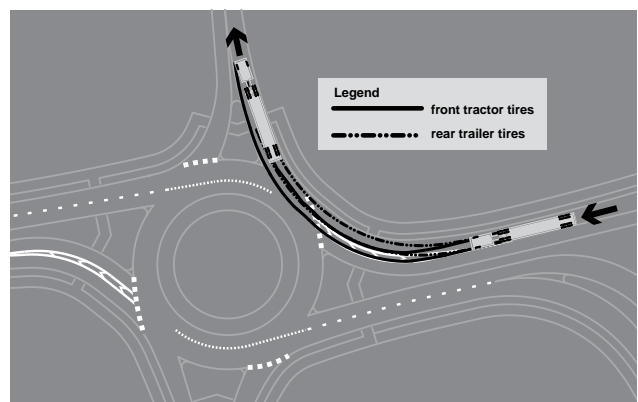 Legend
front tractor tires
rear trailer tires